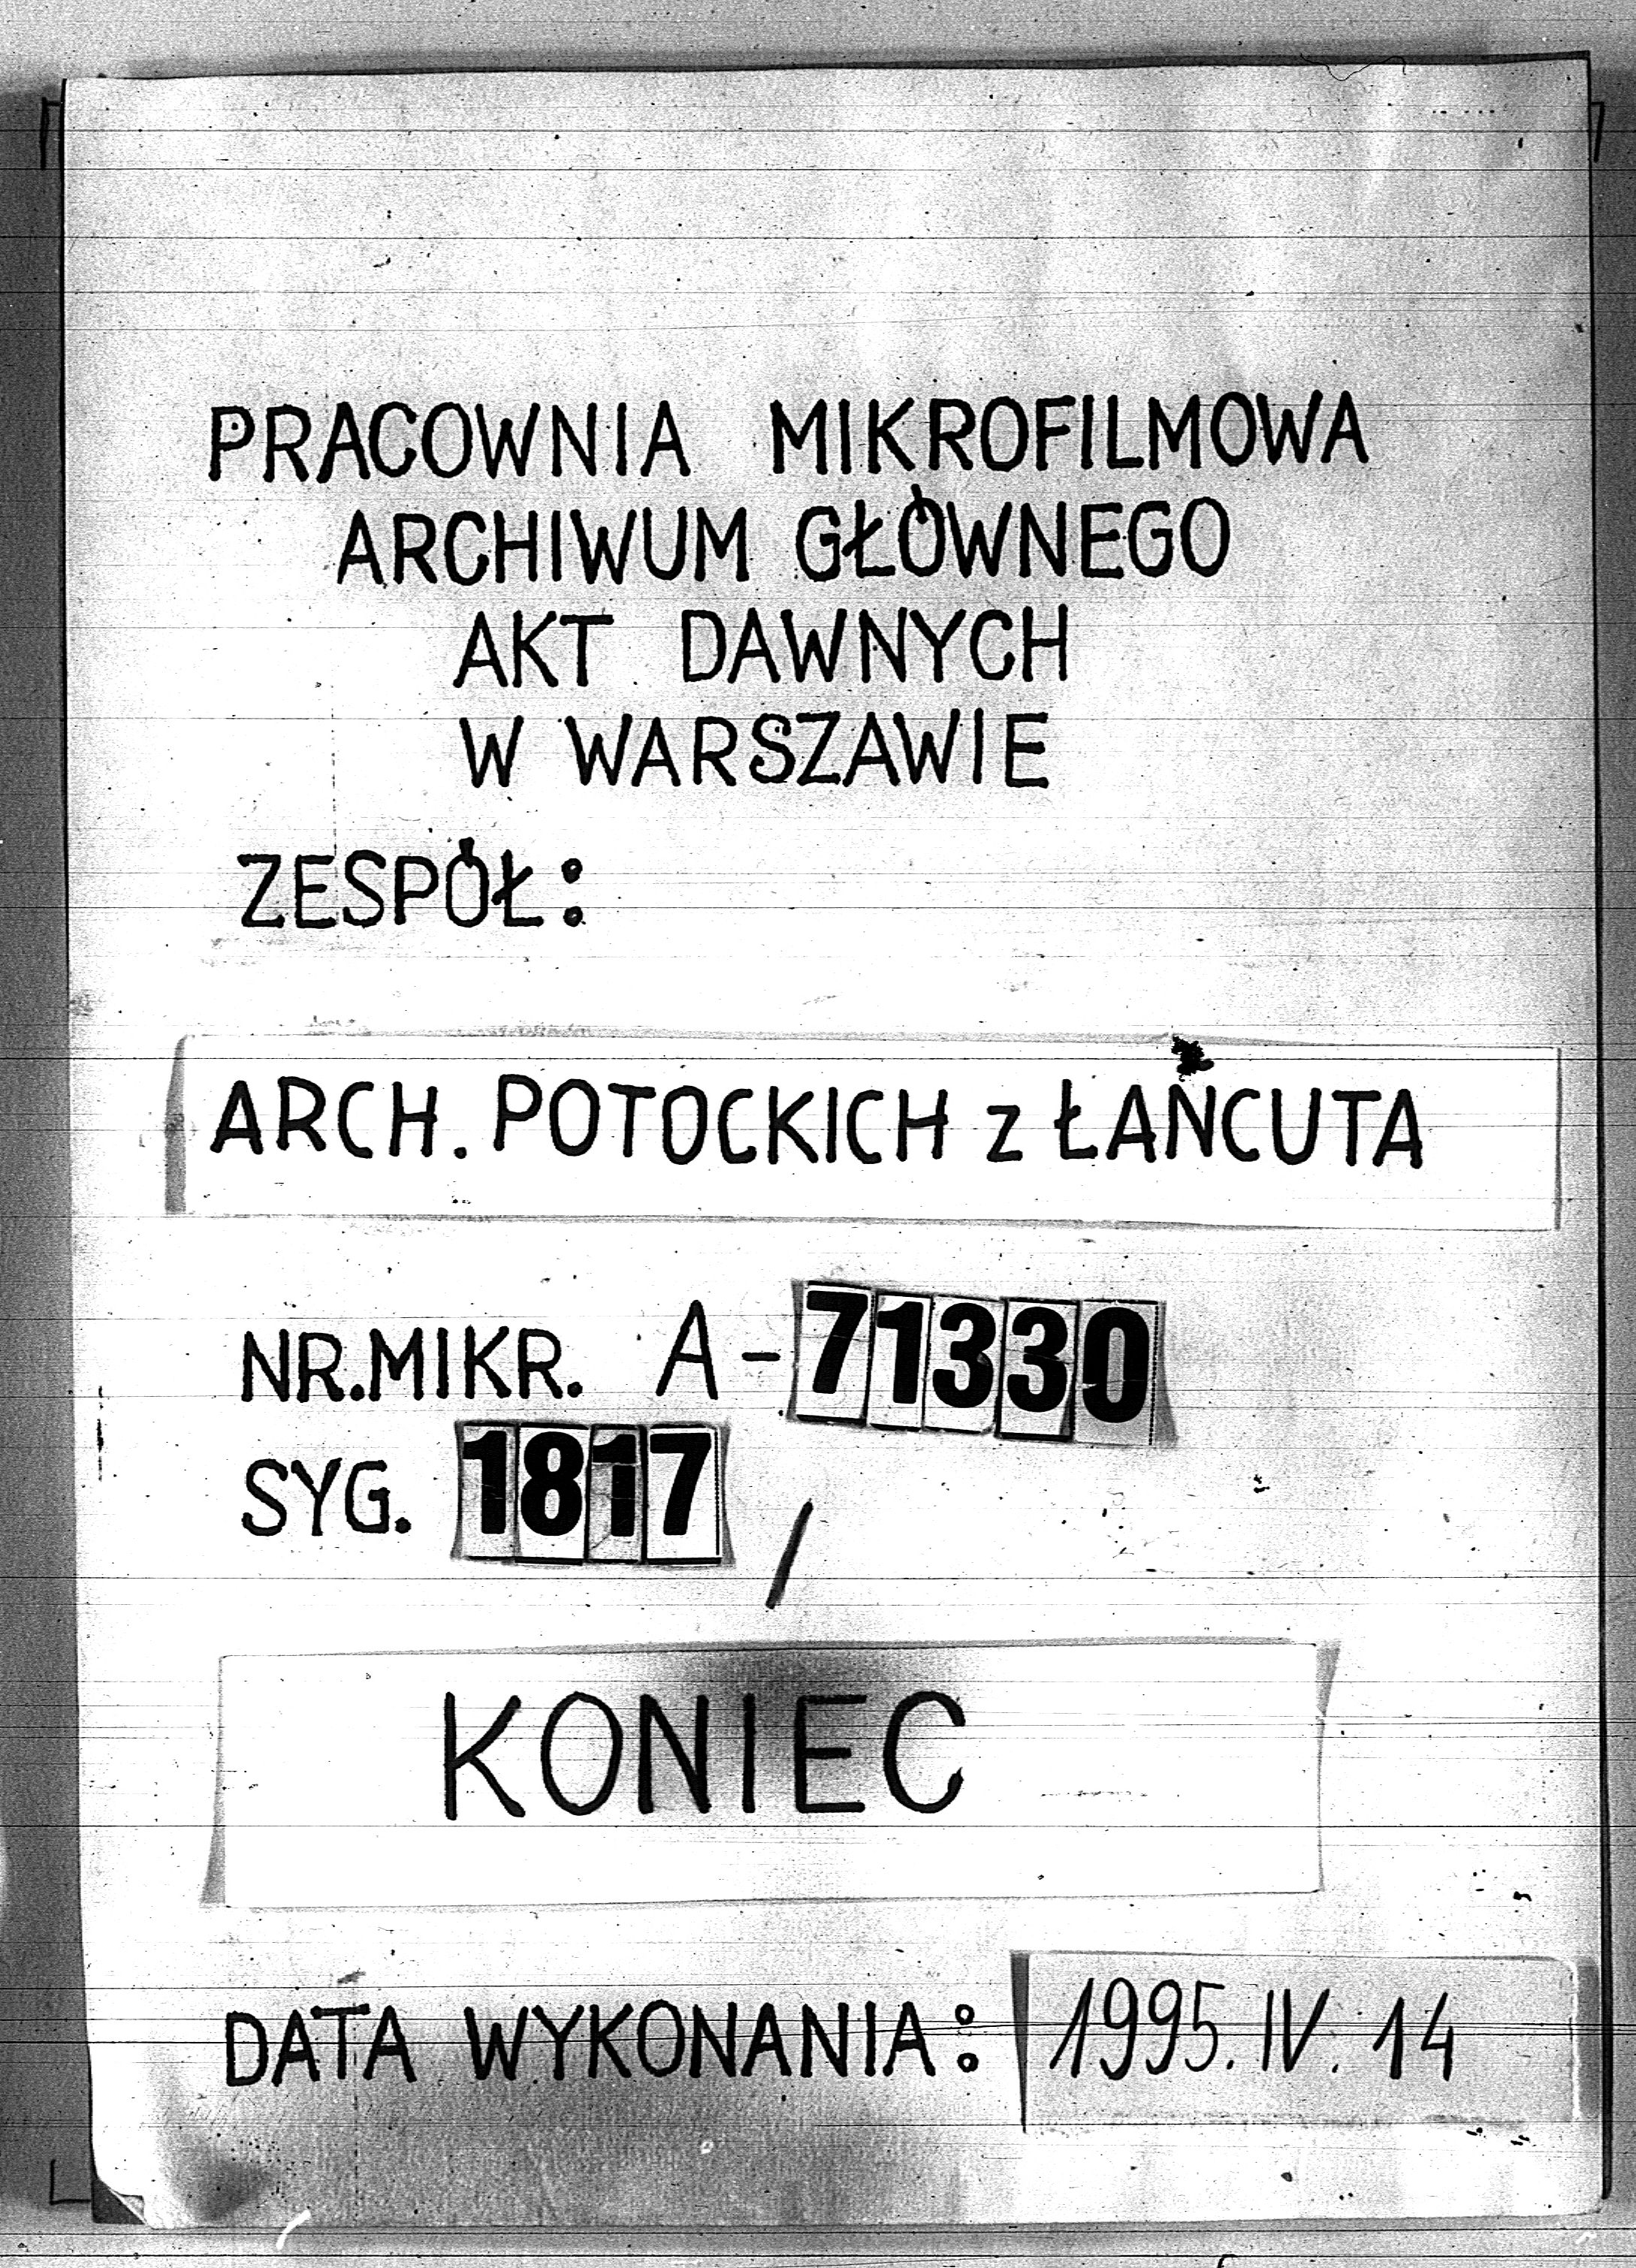 PRACOWNIA MIKROFILMOWA
ARCHIWUM GŁÓWNEGO
AKT DAWNYCH
W WARSZAWIE
ZESPÓŁ:
ARCH. POTOCKICH z ŁAŃCUTA
NR.MIKR. A-71330
SYG. 1817 /
KONIEC
DATA WYKONANIA: 1995.IV.14